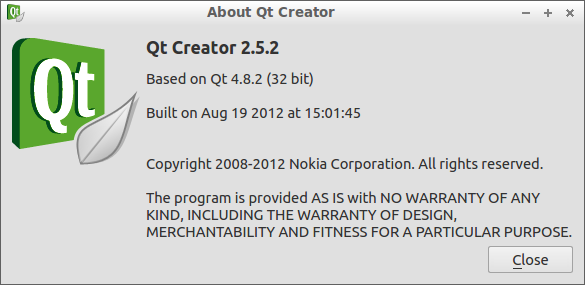 About Qt Creator
Qt
Qt Creator 2.5.2
Based on Qt 4.8.2 (32 bit)
Built on Aug 19 2012 at 15:01:45
Copyright 2008-2012 Nokia Corporation. All rights reserved.
The program is provided AS IS with NO WARRANTY OF ANY
KIND, INCLUDING THE WARRANTY OF DESIGN,
MERCHANTABILITY AND FITNESS FOR A PARTICULAR PURPOSE.
Close